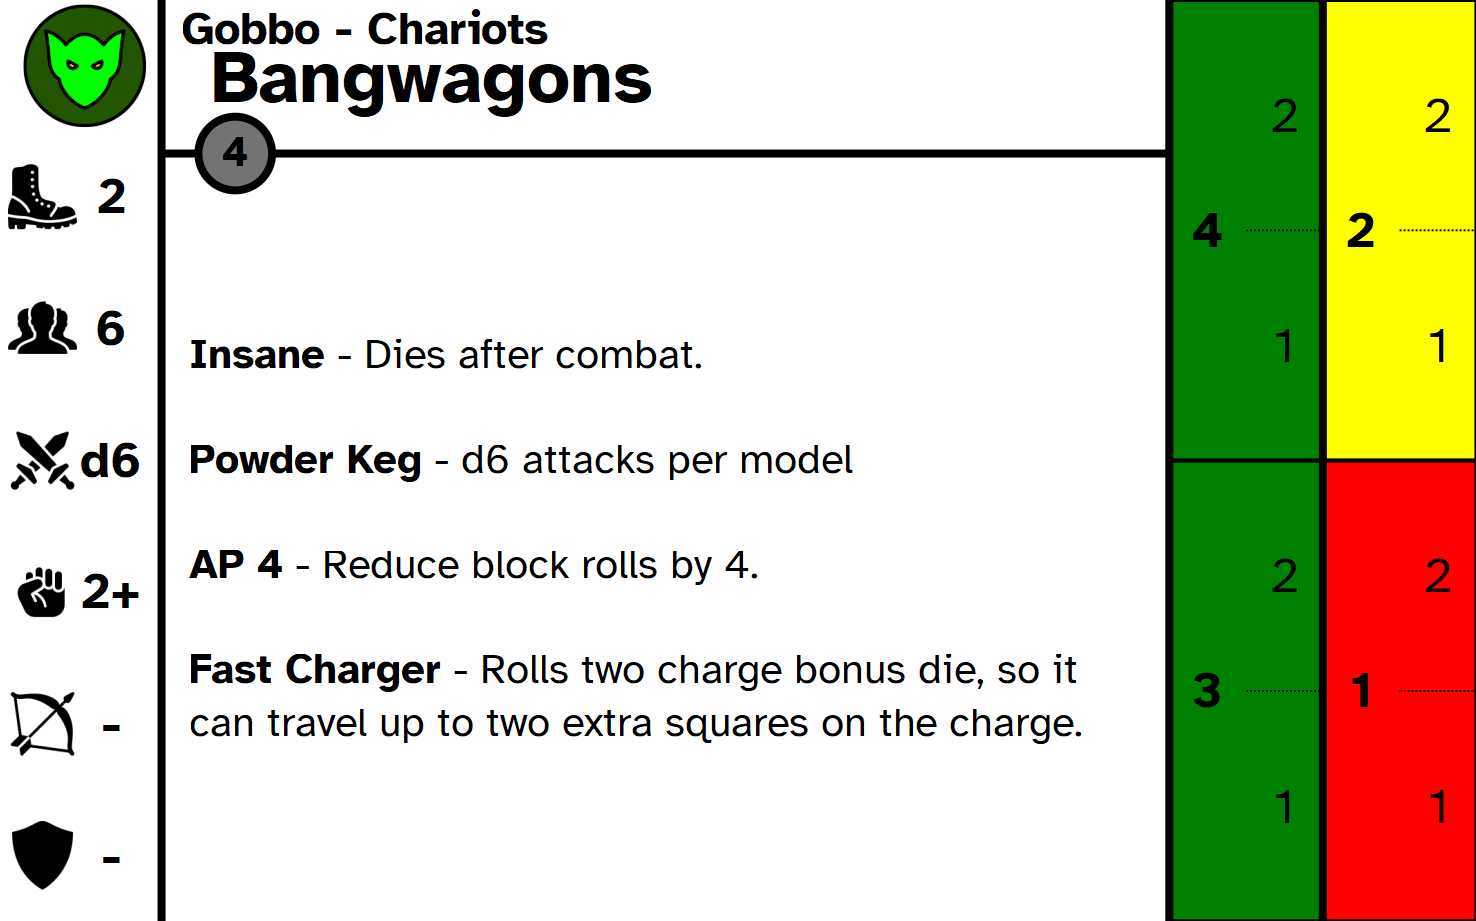 Gobbo - Chariots
Bangwagons
4
2
6
d6
2+
-
-
Insane - Dies after combat.
Powder Keg - d6 attacks per model
AP 4 - Reduce block rolls by 4.
Fast Charger - Rolls two charge bonus die, so it
can travel up to two extra squares on the charge.
4
2
1
2
2
1
3
2
1
1
2
1